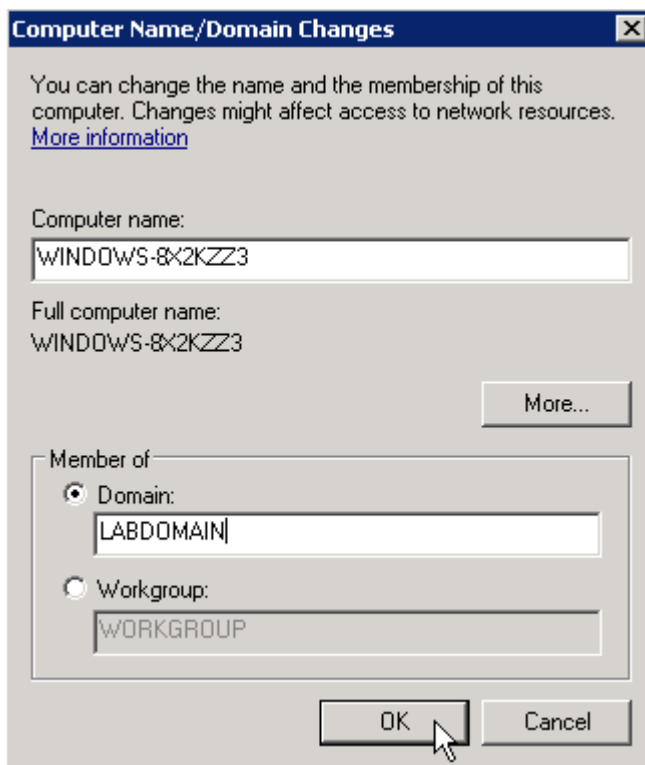 Computer Name/Domain Changes
You can change the name and the membership of this
computer. Changes might affect access to network resources.
More information
Computer name:
WINDOWS-8X2KZZ3
Full computer name:
WINDOWS-8X2KZZ3
More...
Member of
Domain:
LABDOMAIN
Workgroup:
WORKGROUP
OK Cancel